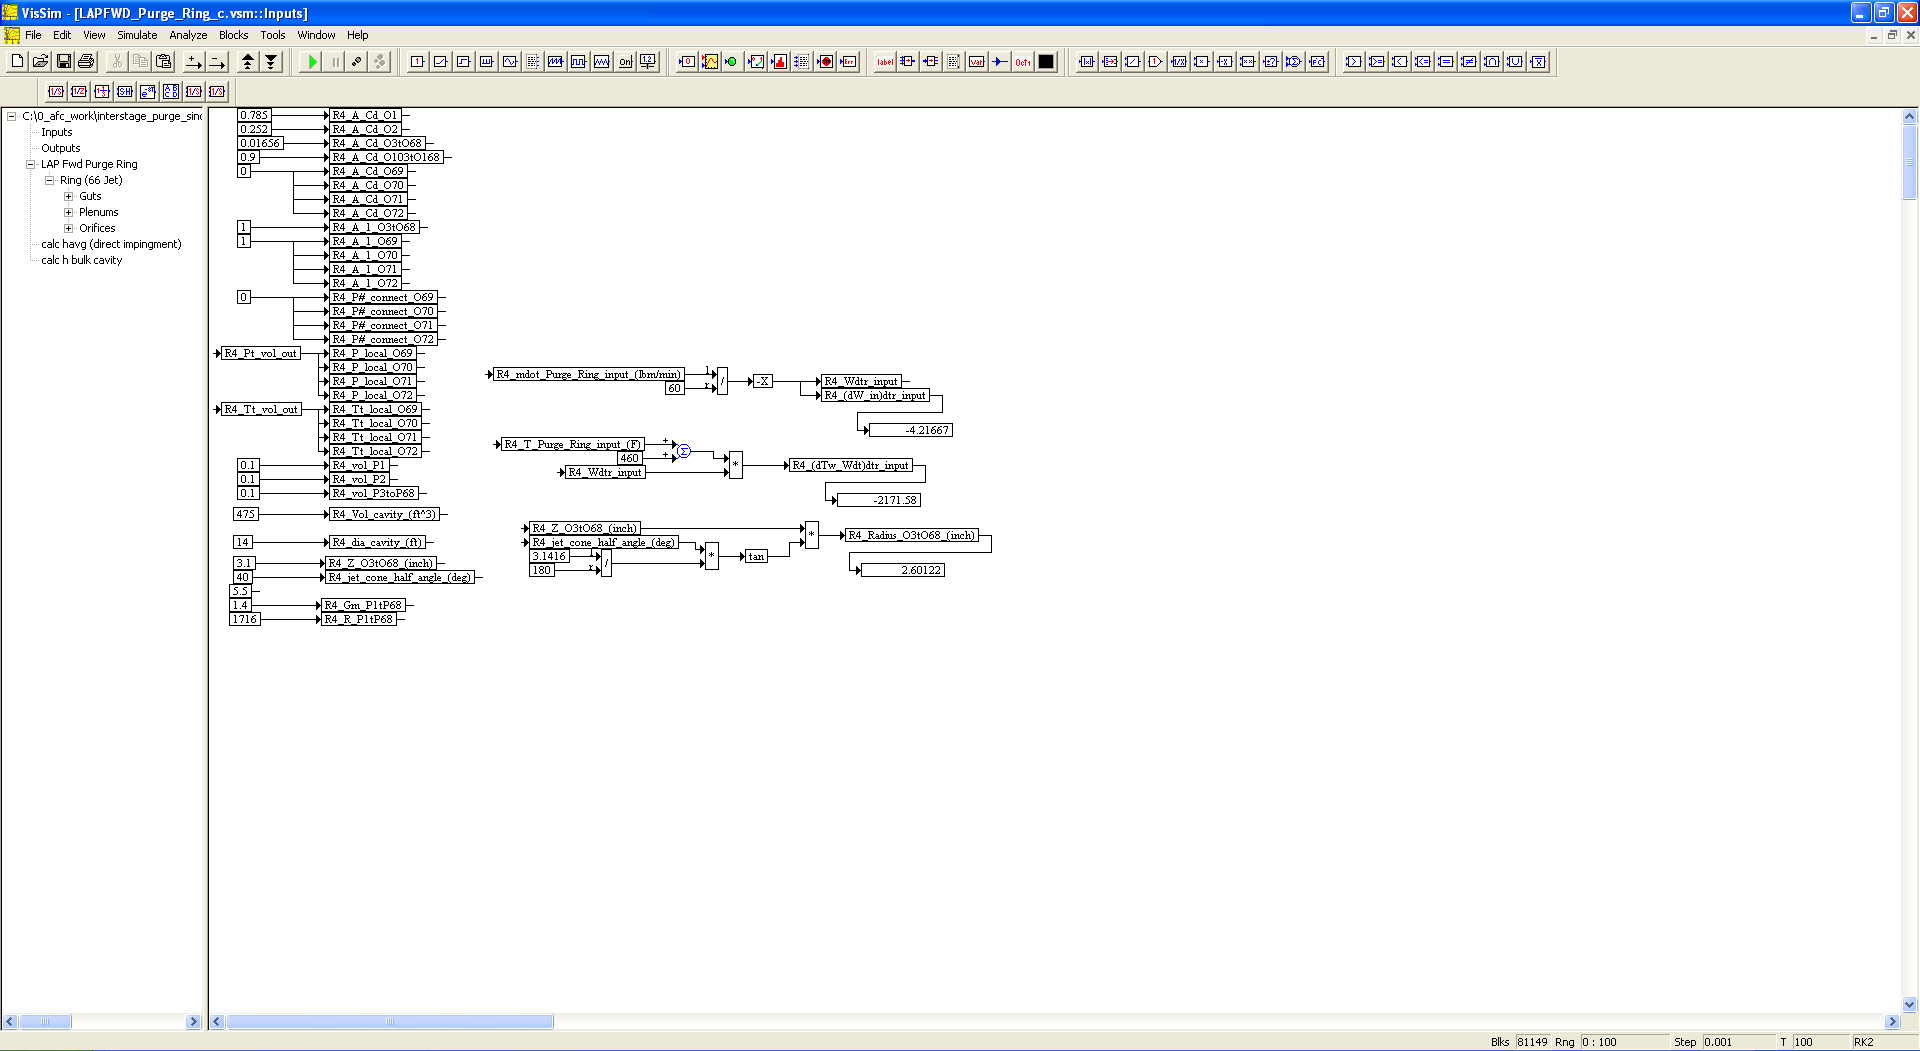 VisSim - [LAPFWD_Purge_Ring_c.vsm::Inputs]
File Edit View Simulate Analyze Blocks Tools Window Help
C:\0_afc_work\interstage_purge_sinc
Inputs
Outputs
LAP Fwd Purge Ring
Ring (66 Jet)
Guts
Plenums
Orifices
calc havg (direct impingment)
calc h bulk cavity
0.785 R4_A_Cd_O1
0.252 R4_A_Cd_O2
0.01656 R4_A_Cd_O3tO68
0.9 R4_A_Cd_O103tO168
0 R4_A_Cd_O69
R4_A_Cd_O70
R4_A_Cd_O71
R4_A_Cd_O72
1 R4_A_1_O3tO68
1 R4_A_1_O69
R4_A_1_O70
R4_A_1_O71
R4_A_1_O72
0 R4_P#_connect_O69
R4_P#_connect_O70
R4_P#_connect_O71
R4_P#_connect_O72
R4_Pt_vol_out R4_P_local_O69
R4_P_local_O70
R4_P_local_O71
R4_P_local_O72
R4_Tt_vol_out R4_Tt_local_O69
R4_Tt_local_O70
R4_Tt_local_O71
R4_Tt_local_O72
0.1 R4_vol_P1
0.1 R4_vol_P2
0.1 R4_vol_P3toP68
475 R4_Vol_cavity_(ft^3)
14 R4_dia_cavity_(ft)
3.1 R4_Z_O3tO68_(inch)
40 R4_jet_cone_half_angle_(deg)
5.5
1.4 R4_Gm_P1tP68
1716 R4_R_P1tP68
R4_mdot_Purge_Ring_input_(lbm/min) l / -X R4_Wdtr_input
60 r R4_(dW_in)dtr_input
-4.21667
R4_T_Purge_Ring_input_(F) + Σ
460 + * R4_(dTw_Wdt)dtr_input
R4_Wdtr_input
-2171.58
R4_Z_O3tO68_(inch) * R4_Radius_O3tO68_(inch)
R4_jet_cone_half_angle_(deg)
3.1416 l / * tan
180 r
2.60122
Blks 81149 Rng 0 : 100 Step 0.001 T 100 RK2